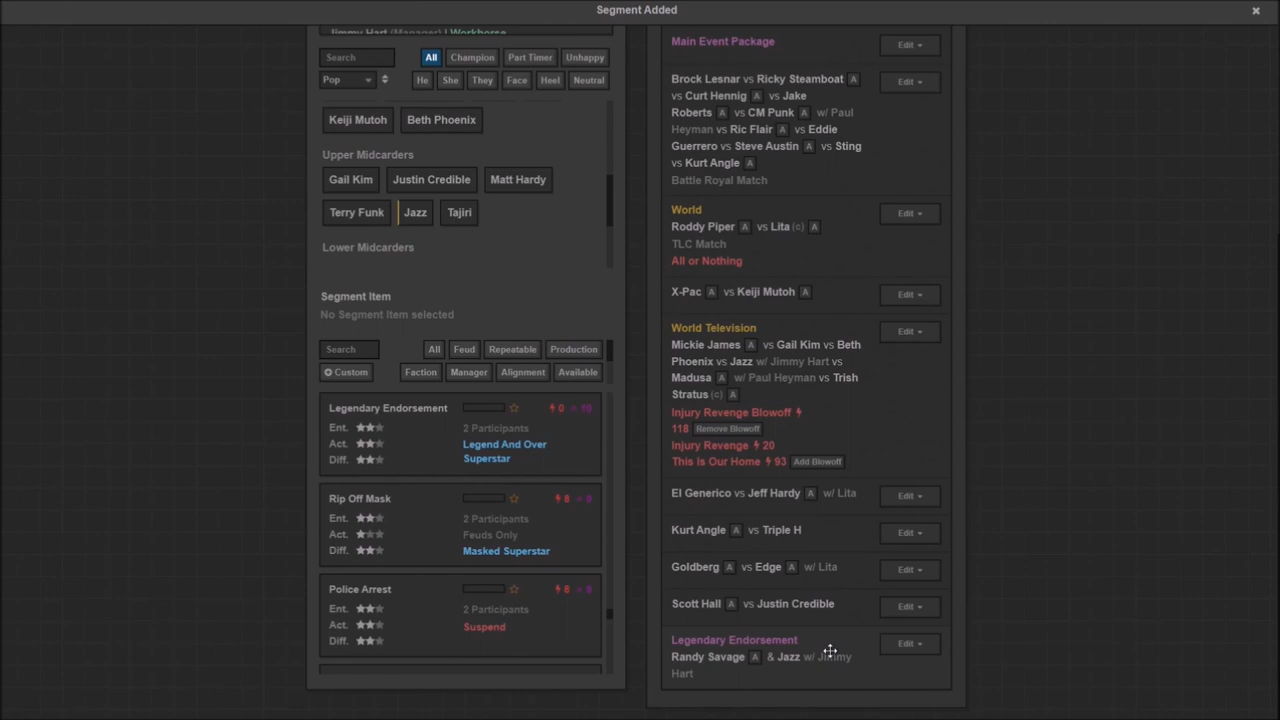 Segment Added ×
Jimmy Hart (Manager) | Workhorse
Search All Champion Part Timer Unhappy
Pop He She They Face Heel Neutral
Keiji Mutoh Beth Phoenix
Upper Midcarders
Gail Kim Justin Credible Matt Hardy
Terry Funk Jazz Tajiri
Lower Midcarders
Segment Item
No Segment Item selected
Search All Feud Repeatable Production
Custom Faction Manager Alignment Available
Legendary Endorsement 0 10
Ent. 2 Participants
Act. Legend And Over
Diff. Superstar
Rip Off Mask 8
Ent. 2 Participants
Act. Feuds Only
Diff. Masked Superstar
Police Arrest 8
Ent. 2 Participants
Act. Suspend
Diff.
Main Event Package Edit
Brock Lesnar vs Ricky Steamboat A Edit
vs Curt Hennig A vs Jake
Roberts A vs CM Punk A w/ Paul
Heyman vs Ric Flair A vs Eddie
Guerrero vs Steve Austin A vs Sting
vs Kurt Angle A
Battle Royal Match
World Edit
Roddy Piper A vs Lita (c) A
TLC Match
All or Nothing
X-Pac A vs Keiji Mutoh A Edit
World Television Edit
Mickie James A vs Gail Kim vs Beth
Phoenix vs Jazz w/ Jimmy Hart vs
Madusa A w/ Paul Heyman vs Trish
Stratus (c) A
Injury Revenge Blowoff
118 Remove Blowoff
Injury Revenge 20
This Is Our Home 93 Add Blowoff
El Generico vs Jeff Hardy A w/ Lita Edit
Kurt Angle A vs Triple H Edit
Goldberg A vs Edge A w/ Lita Edit
Scott Hall A vs Justin Credible Edit
Legendary Endorsement Edit
Randy Savage A & Jazz w/ Jimmy
Hart